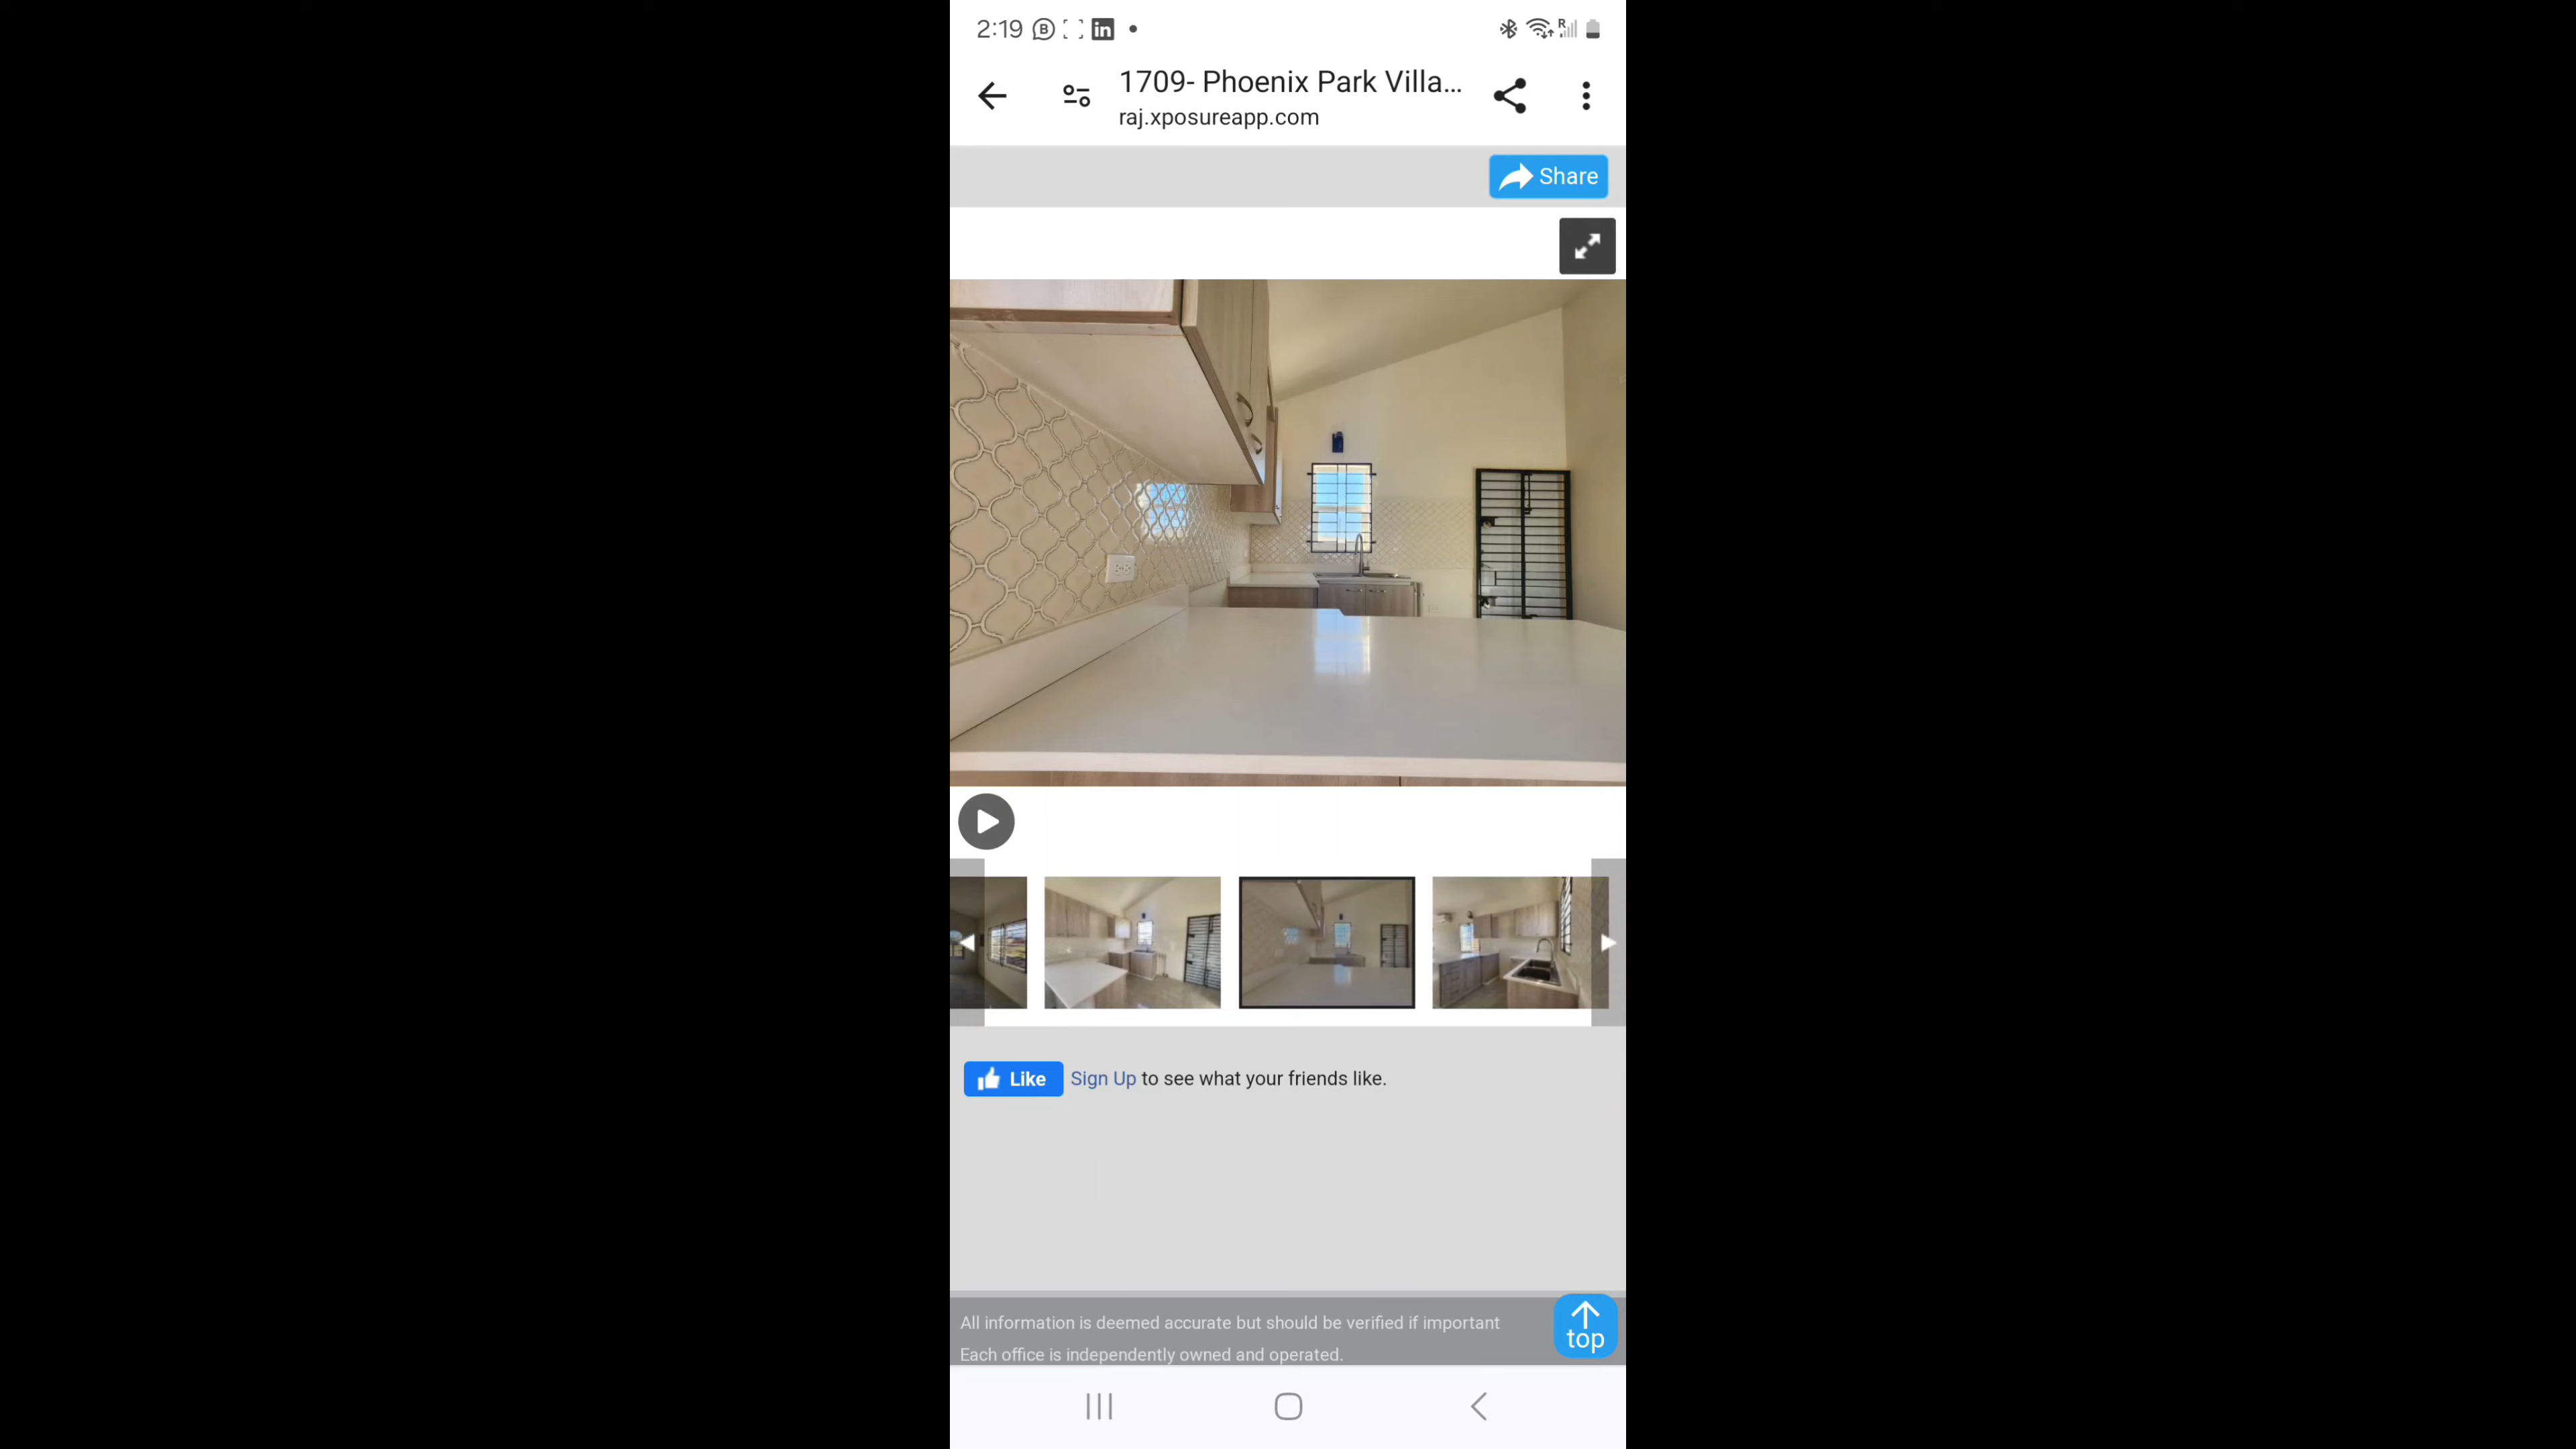 2:19
1709- Phoenix Park Villa...
raj.xposureapp.com
Share
Like Sign Up to see what your friends like.
All information is deemed accurate but should be verified if important
Each office is independently owned and operated.
top